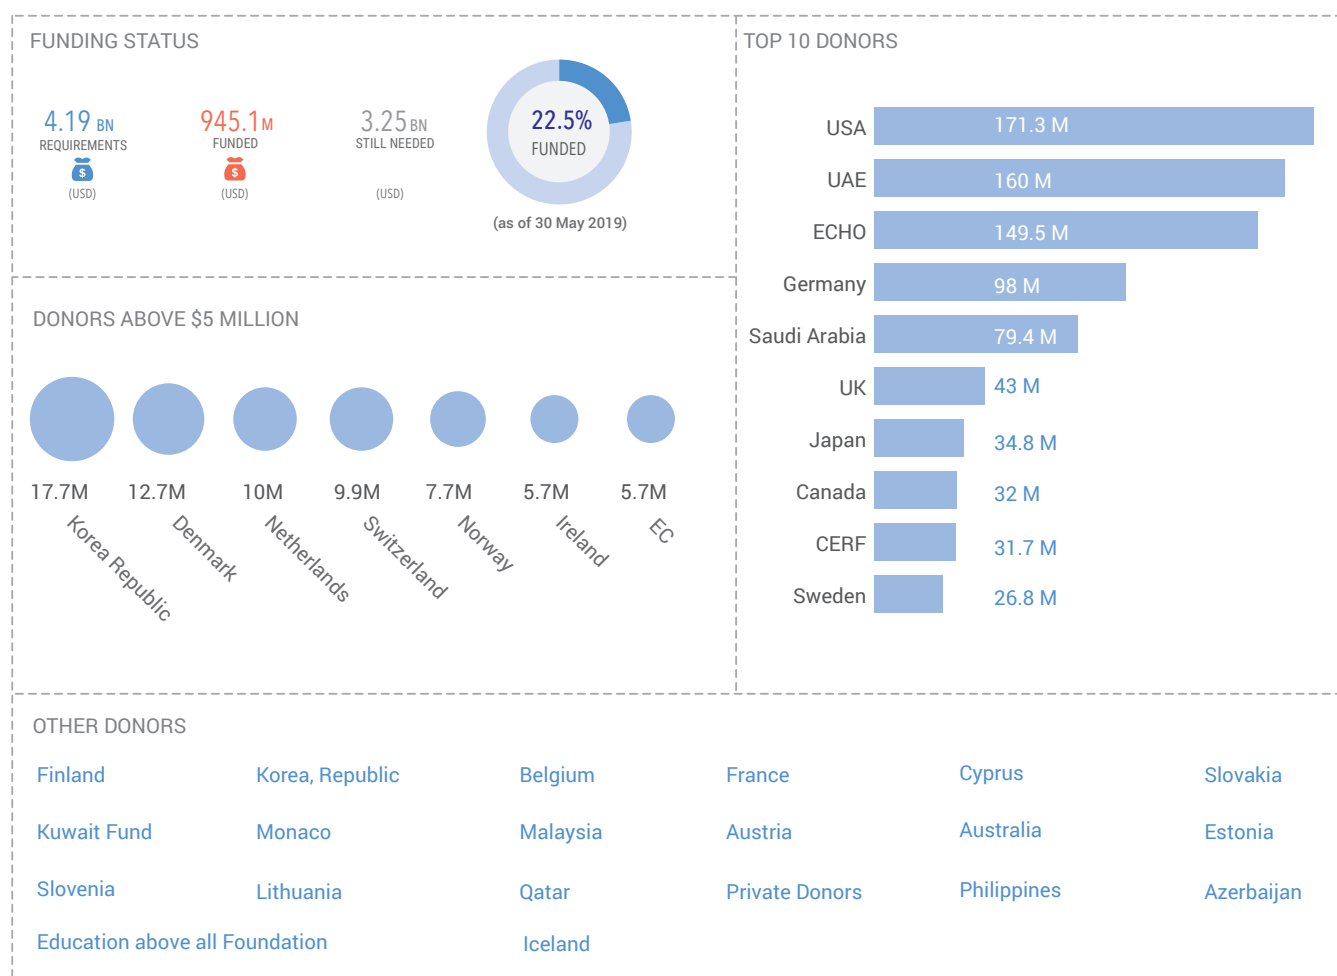 FUNDING STATUS
4.19 BN
REQUIREMENTS
$
(USD)
945.1M
FUNDED
$
(USD)
3.25 BN
STILL NEEDED
(USD)
22.5%
FUNDED
(as of 30 May 2019)
DONORS ABOVE $5 MILLION
17.7M 12.7M 10M 9.9M 7.7M 5.7M 5.7M
Korea Republic Denmark Netherlands Switzerland Norway Ireland EC
TOP 10 DONORS
USA 171.3 M
UAE 160 M
ECHO 149.5 M
Germany 98 M
Saudi Arabia 79.4 M
UK 43 M
Japan 34.8 M
Canada 32 M
CERF 31.7 M
Sweden 26.8 M
OTHER DONORS
Finland Korea, Republic Belgium France Cyprus Slovakia
Kuwait Fund Monaco Malaysia Austria Australia Estonia
Slovenia Lithuania Qatar Private Donors Philippines Azerbaijan
Education above all Foundation Iceland